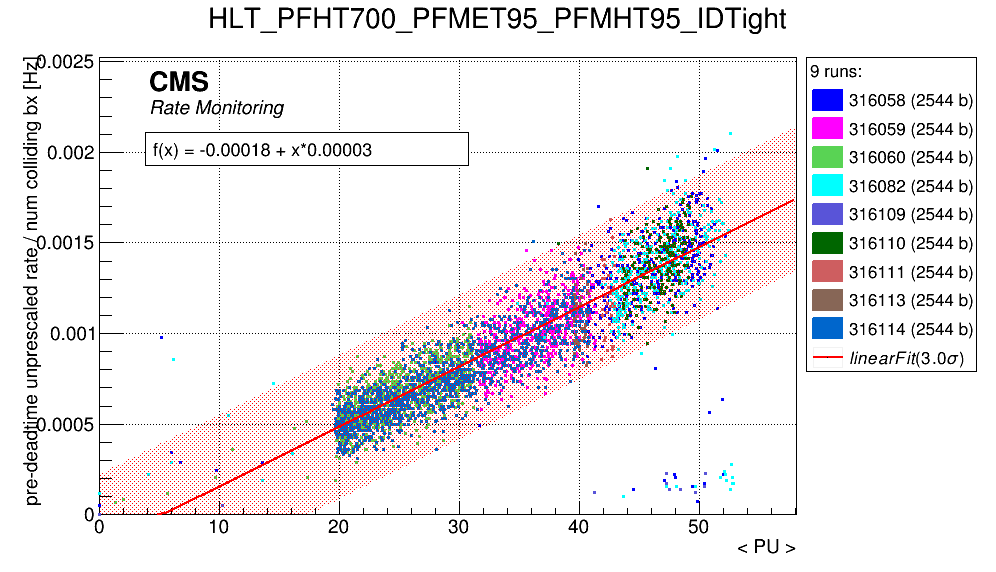 HLT_PFHT700_PFMET95_PFMHT95_IDTight
pre-deadtime unprescaled rate / num colliding bx [Hz]
0.0025
0.002
0.0015
0.001
0.0005
0
CMS
Rate Monitoring
f(x) = -0.00018 + x*0.00003
0 10 20 30 40 50
< PU >
9 runs:
316058 (2544 b)
316059 (2544 b)
316060 (2544 b)
316082 (2544 b)
316109 (2544 b)
316110 (2544 b)
316111 (2544 b)
316113 (2544 b)
316114 (2544 b)
linearFit(3.0σ)